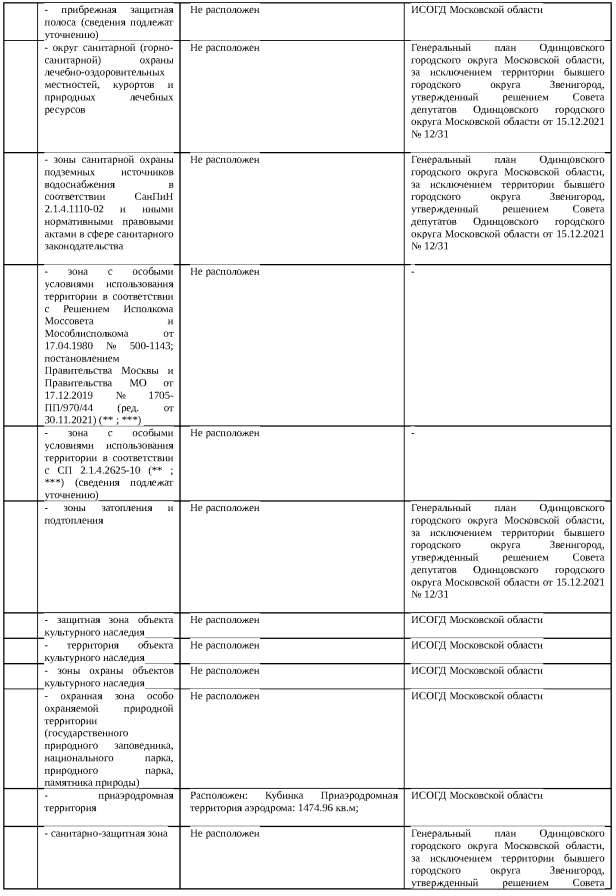 - прибрежная защитная
полоса (сведения подлежат
уточнению)
Не расположен
ИСОГД Московской области
- округ санитарной (горно-
санитарной) охраны
лечебно-оздоровительных
местностей, курортов и
природных лечебных
ресурсов
Не расположен
Генеральный план Одинцовского
городского округа Московской области,
за исключением территории бывшего
городского округа Звенигород,
утвержденный решением Совета
депутатов Одинцовского городского
округа Московской области от 15.12.2021
№ 12/31
- зоны санитарной охраны
подземных источников
водоснабжения в
соответствии СанПиН
2.1.4.1110-02 и иными
нормативными правовыми
актами в сфере санитарного
законодательства
Не расположен
Генеральный план Одинцовского
городского округа Московской области,
за исключением территории бывшего
городского округа Звенигород,
утвержденный решением Совета
депутатов Одинцовского городского
округа Московской области от 15.12.2021
№ 12/31
- зона с особыми
условиями использования
территории в соответствии
с Решением Исполкома
Моссовета и
Мособлисполкома от
17.04.1980 № 500-1143;
постановлением
Правительства Москвы и
Правительства МО от
17.12.2019 № 1705-
ПП/970/44 (ред. от
30.11.2021) (** ; ***)
Не расположен
-
- зона с особыми
условиями использования
территории в соответствии
с СП 2.1.4.2625-10 (** ;
***) (сведения подлежат
уточнению)
Не расположен
-
- зоны затопления и
подтопления
Не расположен
Генеральный план Одинцовского
городского округа Московской области,
за исключением территории бывшего
городского округа Звенигород,
утвержденный решением Совета
депутатов Одинцовского городского
округа Московской области от 15.12.2021
№ 12/31
- защитная зона объекта
культурного наследия
Не расположен
ИСОГД Московской области
- территория объекта
культурного наследия
Не расположен
ИСОГД Московской области
- зоны охраны объектов
культурного наследия
Не расположен
ИСОГД Московской области
- охранная зона особо
охраняемой природной
территории
(государственного
природного заповедника,
национального парка,
природного парка,
памятника природы)
Не расположен
ИСОГД Московской области
- приаэродромная
территория
Расположен: Кубинка Приаэродромная
территория аэродрома: 1474.96 кв.м;
ИСОГД Московской области
- санитарно-защитная зона
Не расположен
Генеральный план Одинцовского
городского округа Московской области,
за исключением территории бывшего
городского округа Звенигород,
утвержденный решением Совета